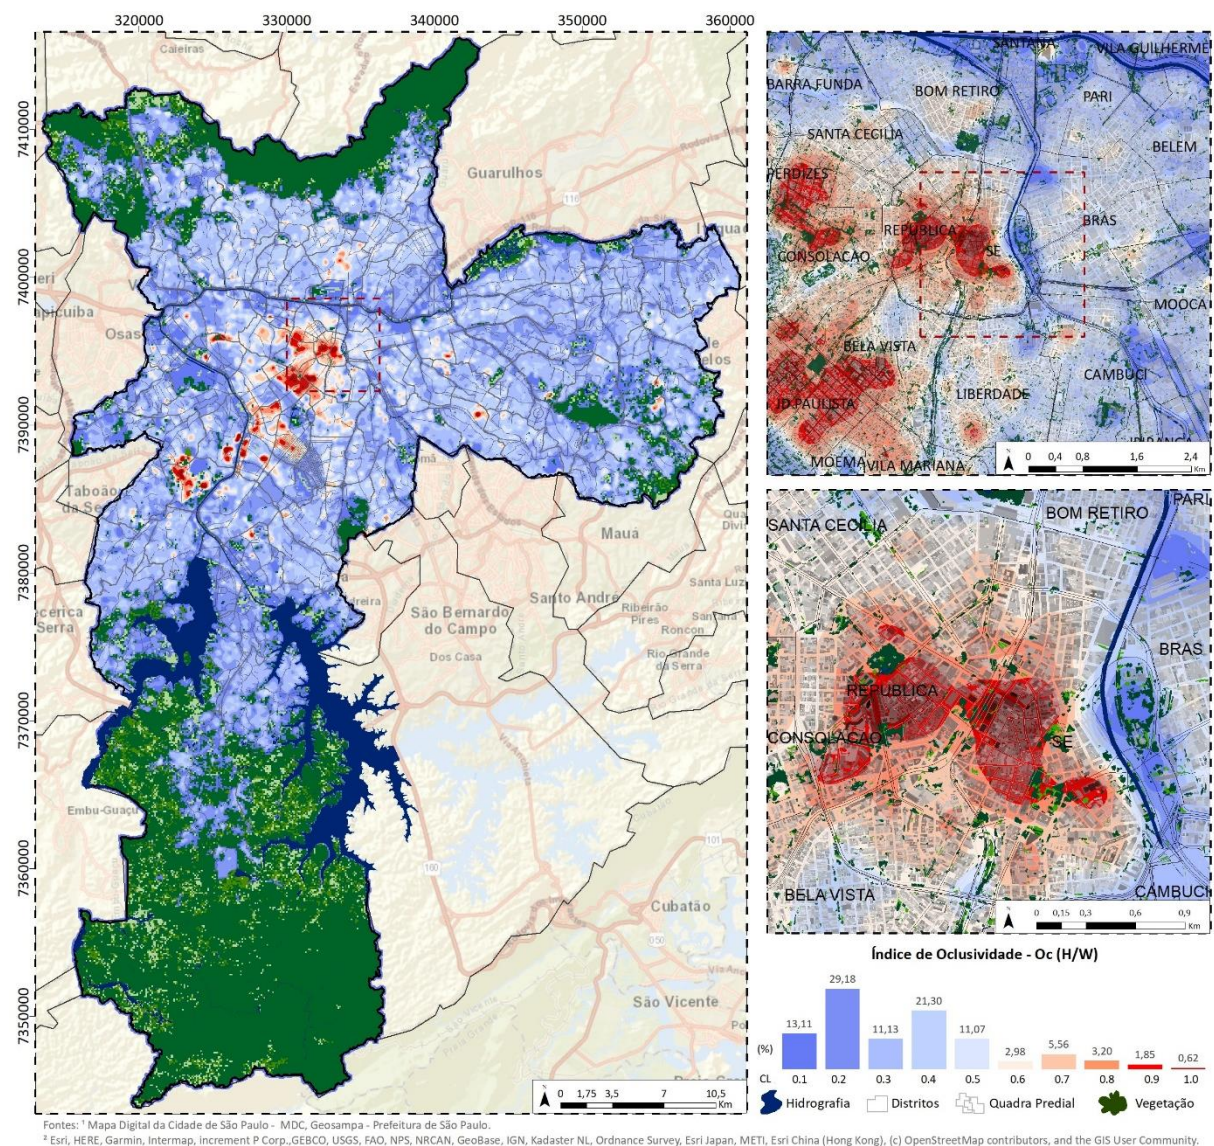 320000 330000 340000 350000 360000
7410000
7400000
7390000
7380000
7370000
7360000
7350000
Caieiras
Guarulhos
116
Osas
Taboão
da Se
Mauá
Santa Luz
São Bernardo
do Campo
Santo André
Ribeirão
Pires
Roncon
Rio Grande
da Serra
Dos Casa
Embu-Guaçu
160
101
Cubatão
050
São Vicente
0 1,75 3,5 7 10,5
Km
SANTANA
VILA GUILHERME
BARRA FUNDA
BOM RETIRO
PARI
SANTA CECILIA
BELEM
PERDIZES
REPUBLICA
BRAS
SE
CONSOLACAO
MOOCA
BELA VISTA
CAMBUCI
JD PAULISTA
LIBERDADE
IPIRANGA
MOEMA
VILA MARIANA
0 0,4 0,8 1,6 2,4
Km
PARI
BOM RETIRO
SANTA CECILIA
BRAS
REPUBLICA
CONSOLACAO
SE
BELA VISTA
CAMBUCI
0 0,15 0,3 0,6 0,9
Km
Índice de Oclusividade - Oc (H/W)
13,11 29,18 11,13 21,30 11,07 2,98 5,56 3,20 1,85 0,62
(%)
CL 0.1 0.2 0.3 0.4 0.5 0.6 0.7 0.8 0.9 1.0
Hidrografia Distritos Quadra Predial Vegetação
Fontes: ¹ Mapa Digital da Cidade de São Paulo - MDC, Geosampa - Prefeitura de São Paulo.
² Esri, HERE, Garmin, Intermap, increment P Corp.,GEBCO, USGS, FAO, NPS, NRCAN, GeoBase, IGN, Kadaster NL, Ordnance Survey, Esri Japan, METI, Esri China (Hong Kong), (c) OpenStreetMap contributors, and the GIS User Community.